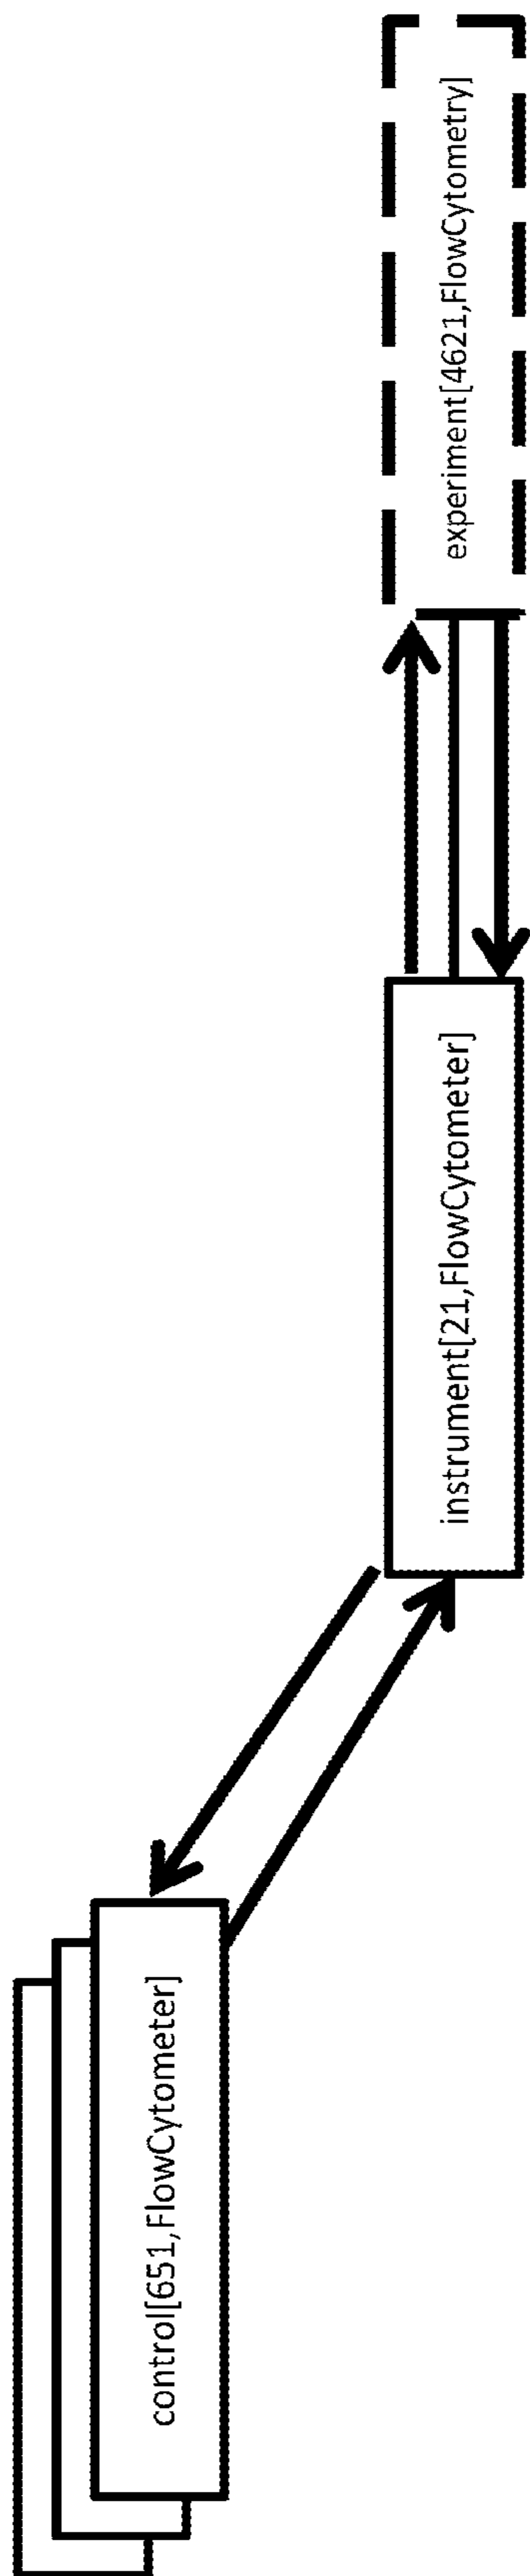 control[651,FlowCytometer]
instrument[21,FlowCytometer]
experiment[4621,FlowCytometry]